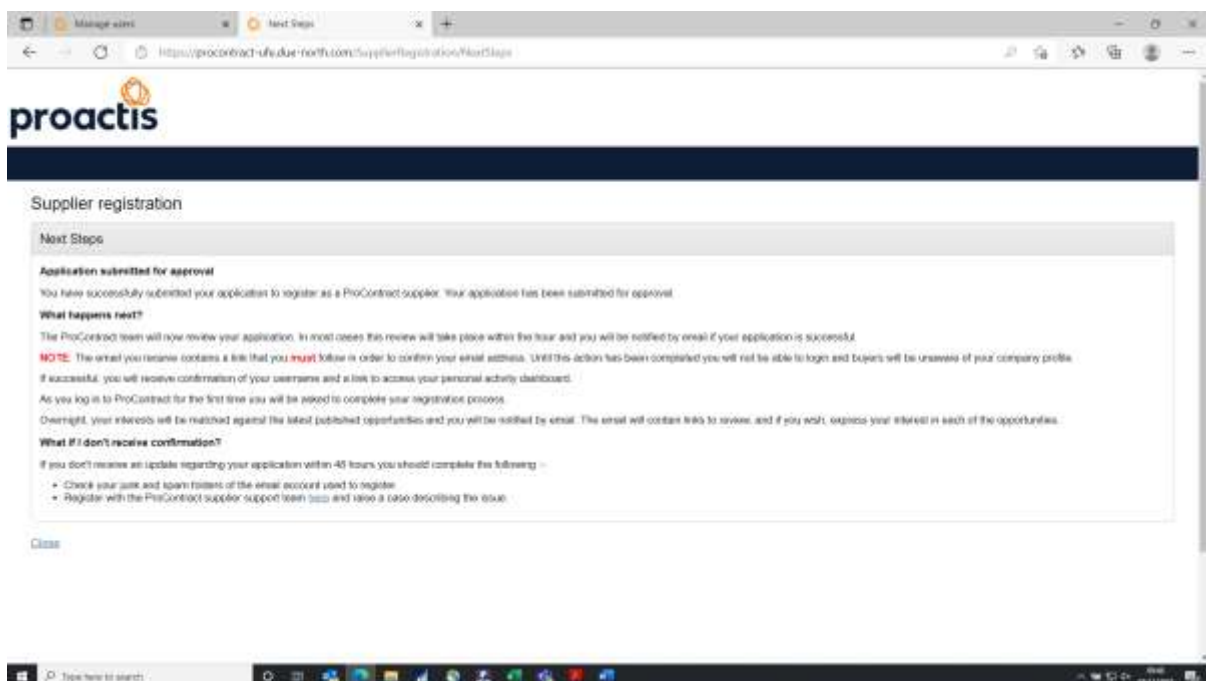 Manage users
Next Steps
https://procontract-ufe.due-north.com/SupplierRegistration/NextSteps
proactis
Supplier registration
Next Steps
Application submitted for approval
You have successfully submitted your application to register as a ProContract supplier. Your application has been submitted for approval.
What happens next?
The ProContract team will now review your application. In most cases this review will take place within the hour and you will be notified by email if your application is successful.
NOTE: The email you receive contains a link that you must follow in order to confirm your email address. Until this action has been completed you will not be able to login and buyers will be unaware of your company profile.
If successful, you will receive confirmation of your username and a link to access your personal activity dashboard.
As you log in to ProContract for the first time you will be asked to complete your registration process.
Overnight, your interests will be matched against the latest published opportunities and you will be notified by email. The email will contain links to review, and if you wish, express your interest in each of the opportunities.
What if I don't receive confirmation?
If you don't receive an update regarding your application within 48 hours you should complete the following :-
• Check your junk and spam folders of the email account used to register
• Register with the ProContract supplier support team here and raise a case describing the issue
Close
Type here to search